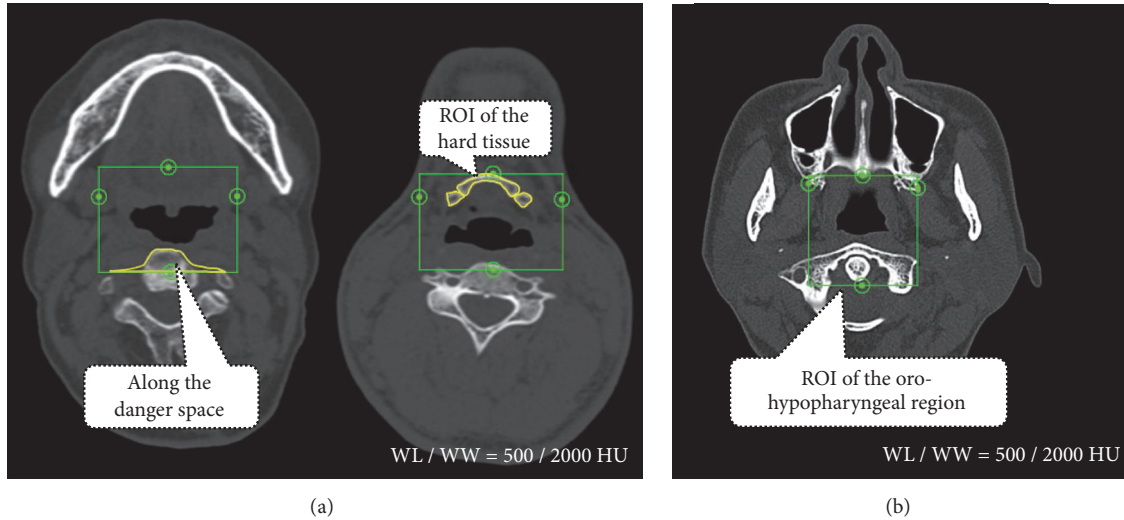 ROI of the
hard tissue
Along the
danger space
WL / WW = 500 / 2000 HU
(a)
ROI of the oro-
hypopharyngeal region
WL / WW = 500 / 2000 HU
(b)